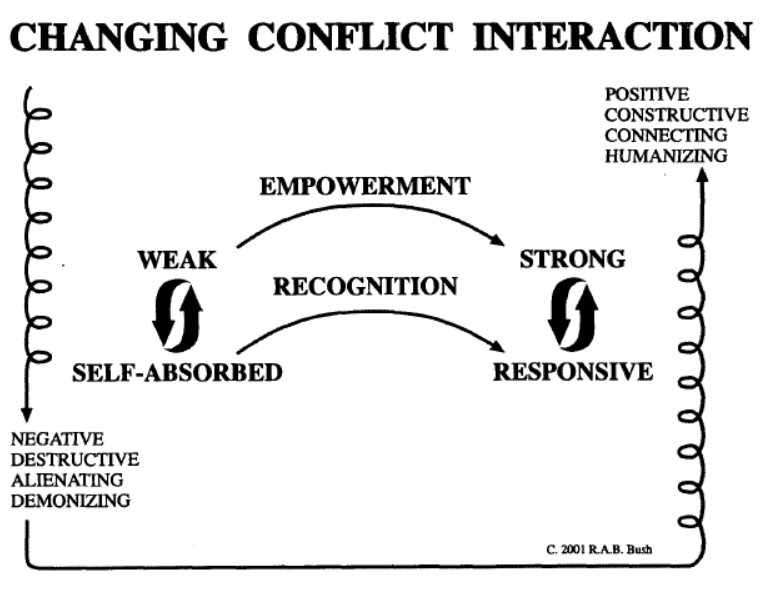 CHANGING CONFLICT INTERACTION
POSITIVE
CONSTRUCTIVE
CONNECTING
HUMANIZING
EMPOWERMENT
WEAK
STRONG
RECOGNITION
SELF-ABSORBED
RESPONSIVE
NEGATIVE
DESTRUCTIVE
ALIENATING
DEMONIZING
C. 2001 R.A.B. Bush